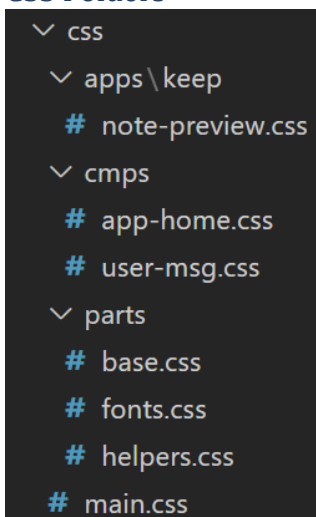 css
apps\keep
# note-preview.css
cmps
# app-home.css
# user-msg.css
parts
# base.css
# fonts.css
# helpers.css
# main.css